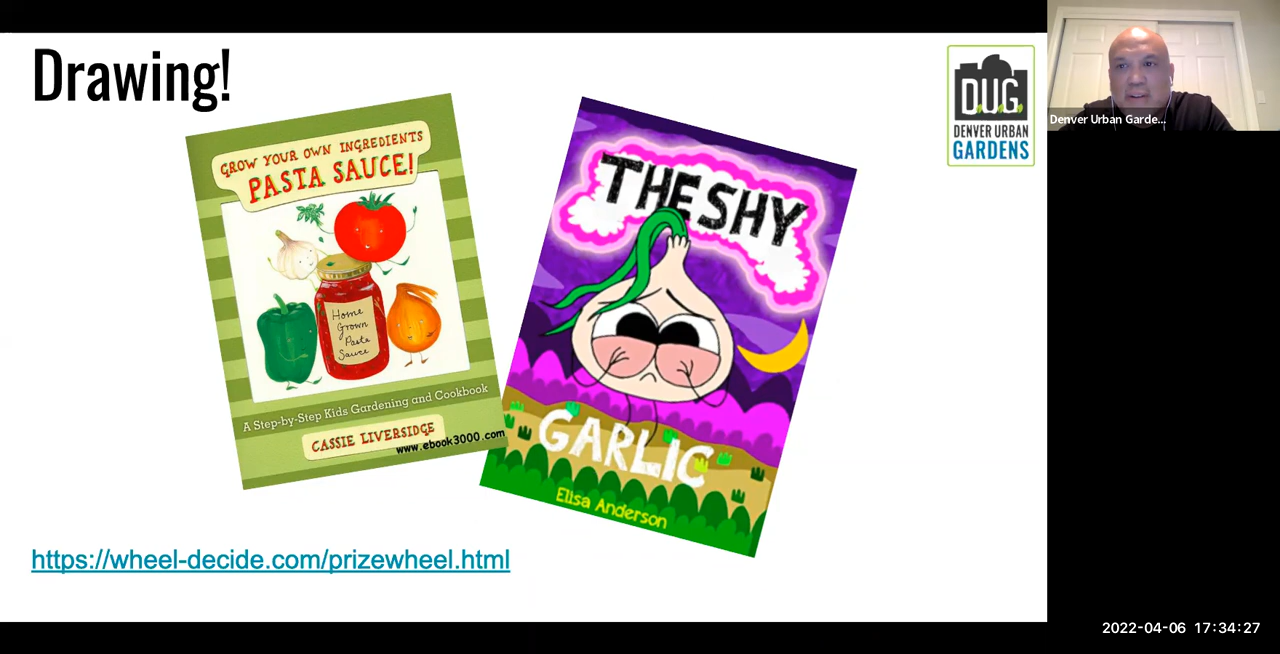 Drawing!
GROW YOUR OWN INGREDIENTS
PASTA SAUCE!
Home
Grown
Pasta
Sauce
A Step-by-Step Kids Gardening and Cookbook
CASSIE LIVERSIDGE
www.ebook3000.com
THE SHY
GARLIC
Elisa Anderson
https://wheel-decide.com/prizewheel.html
DUG
DENVER URBAN
GARDENS
Denver Urban Garde...
2022-04-06 17:34:27